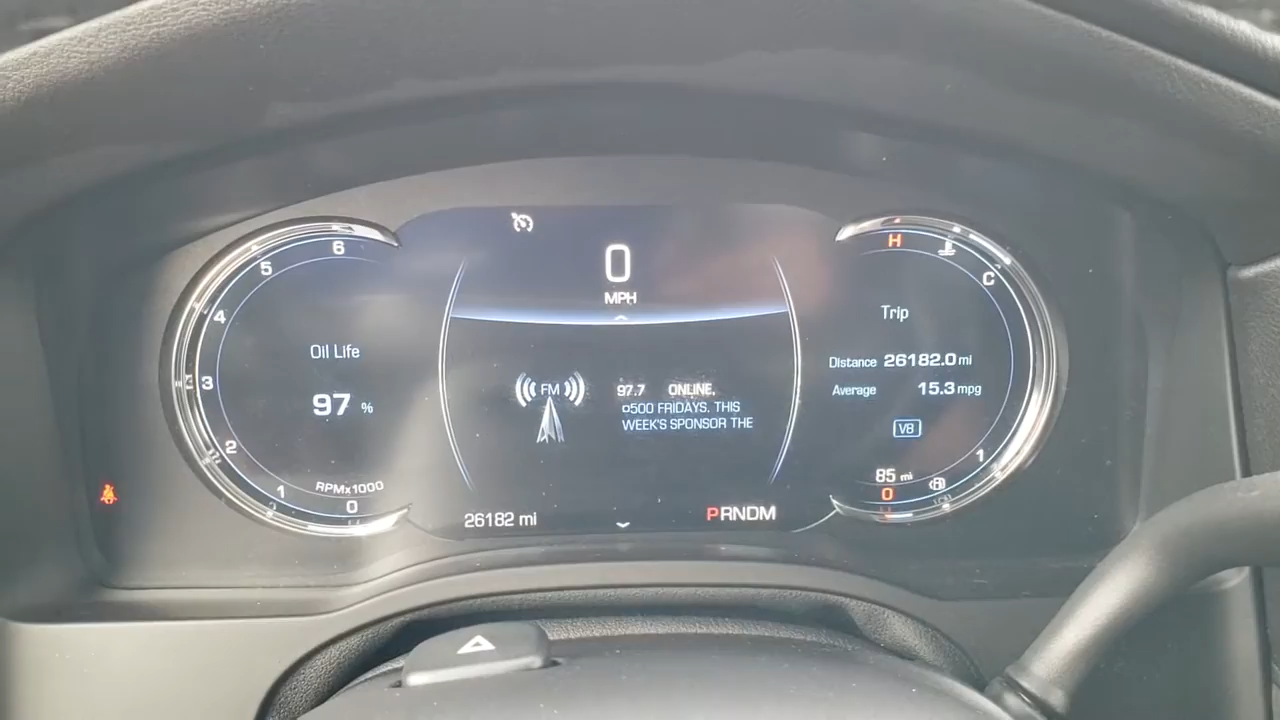 6
5
4
3
2
1
0
RPMx1000
Oil Life
97 %
0
MPH
FM
97.7 ONLINE,
¤500 FRIDAYS. THIS
WEEK'S SPONSOR THE
26182 mi
PRNDM
H
C
Trip
Distance 26182.0 mi
Average 15.3 mpg
V8
85 mi
1
0